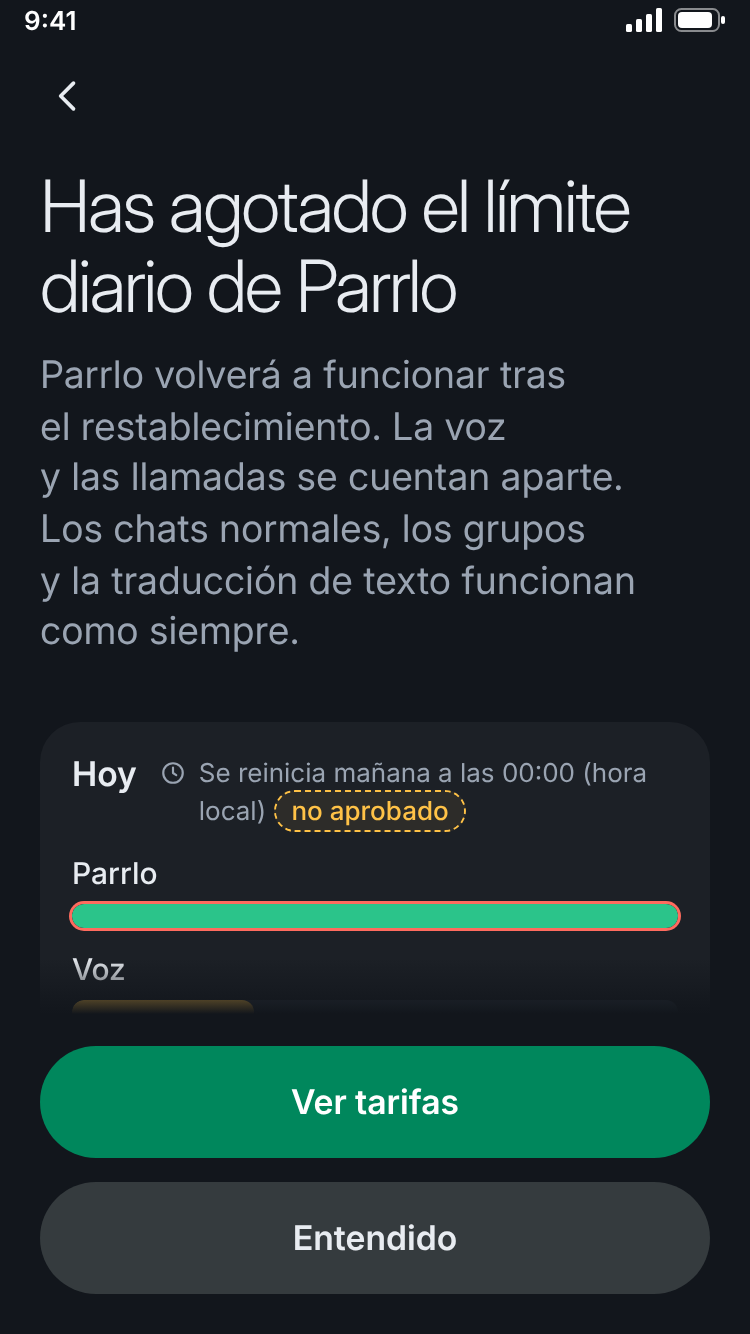 9:41
Has agotado el límite
diario de Parrlo
Parrlo volverá a funcionar tras
el restablecimiento. La voz
y las llamadas se cuentan aparte.
Los chats normales, los grupos
y la traducción de texto funcionan
como siempre.
Hoy Se reinicia mañana a las 00:00 (hora
local) no aprobado
Parrlo
Voz
Ver tarifas
Entendido